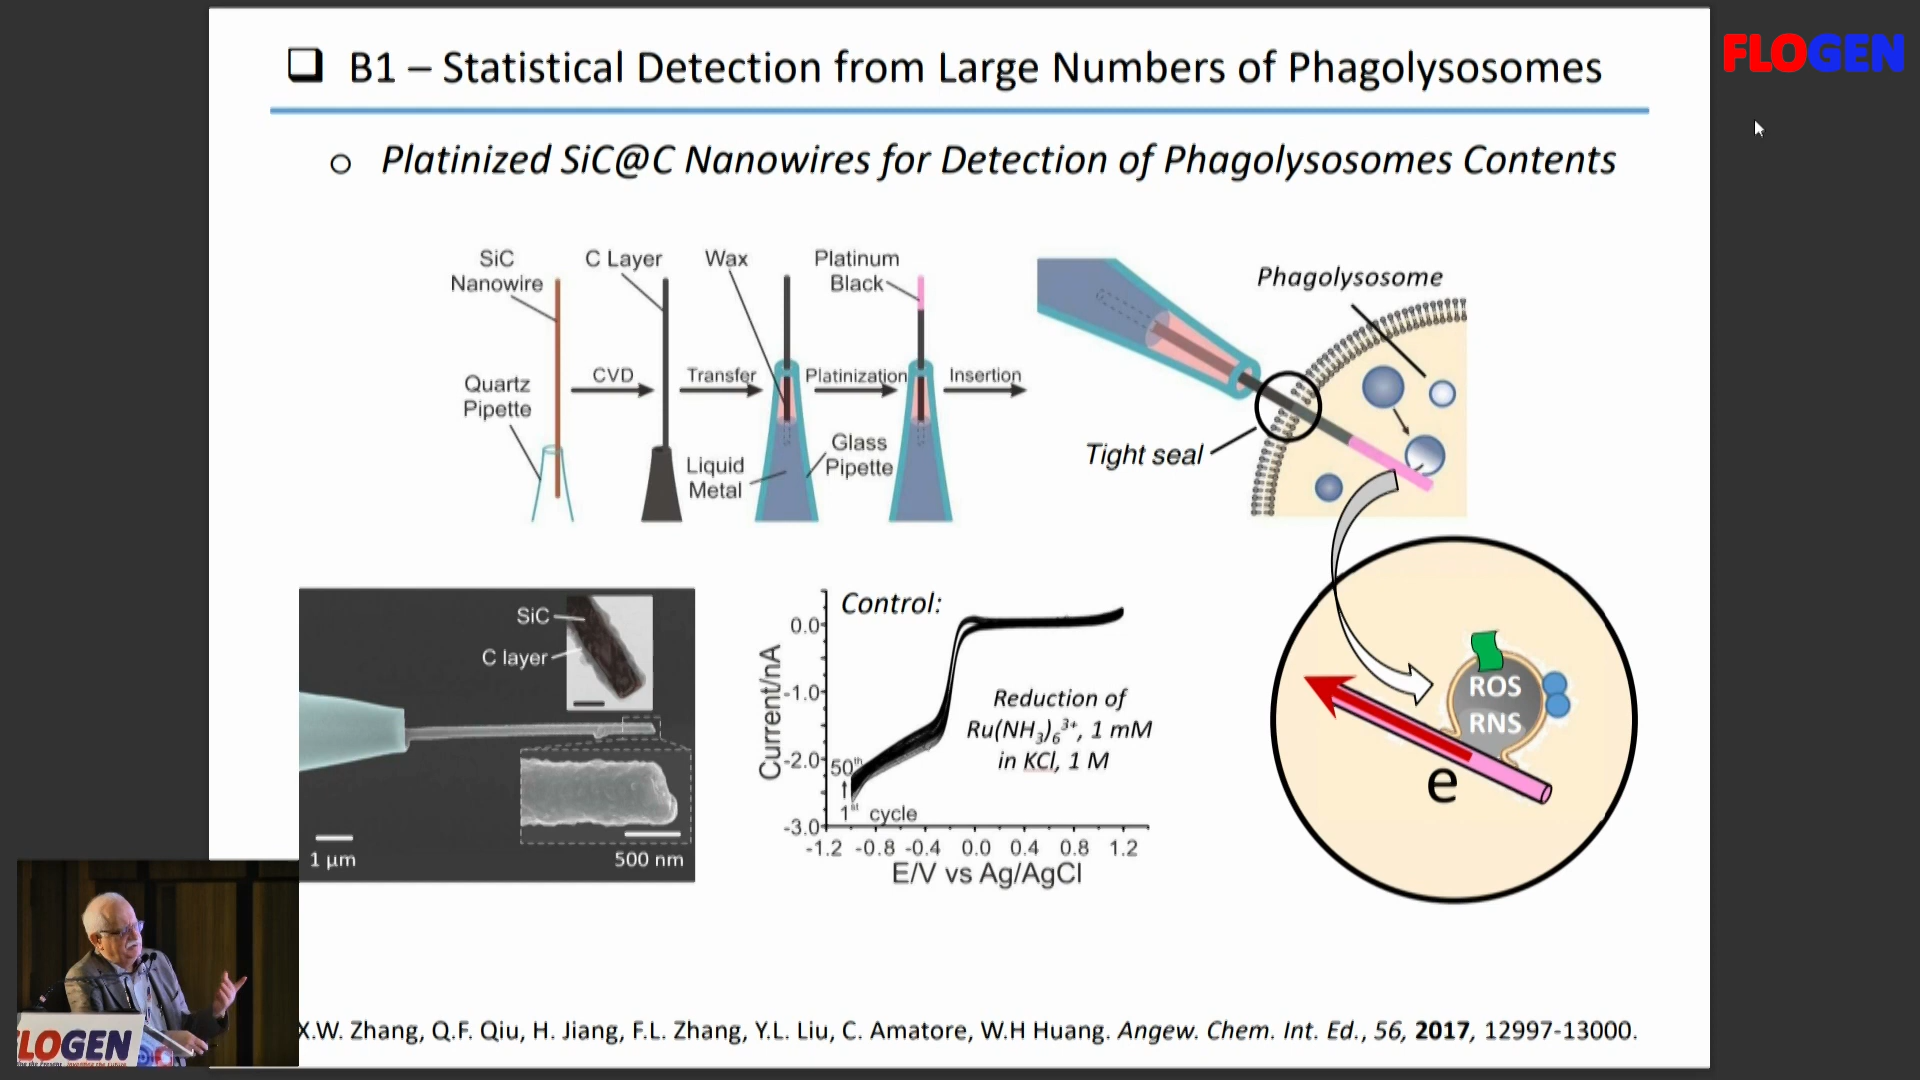 B1 – Statistical Detection from Large Numbers of Phagolysosomes
FLOGEN
o Platinized SiC@C Nanowires for Detection of Phagolysosomes Contents
SiC
Nanowire
C Layer
Wax
Platinum
Black
Quartz
Pipette
CVD
Transfer
Platinization
Insertion
Liquid
Metal
Glass
Pipette
Phagolysosome
Tight seal
SiC
C layer
1 µm
500 nm
Control:
Current/nA
0.0
-1.0
-2.0
-3.0
Reduction of
Ru(NH3)6 3+, 1 mM
in KCl, 1 M
50th
1st cycle
-1.2 -0.8 -0.4 0.0 0.4 0.8 1.2
E/V vs Ag/AgCl
ROS
RNS
e
X.W. Zhang, Q.F. Qiu, H. Jiang, F.L. Zhang, Y.L. Liu, C. Amatore, W.H Huang. Angew. Chem. Int. Ed., 56, 2017, 12997-13000.
LOGEN